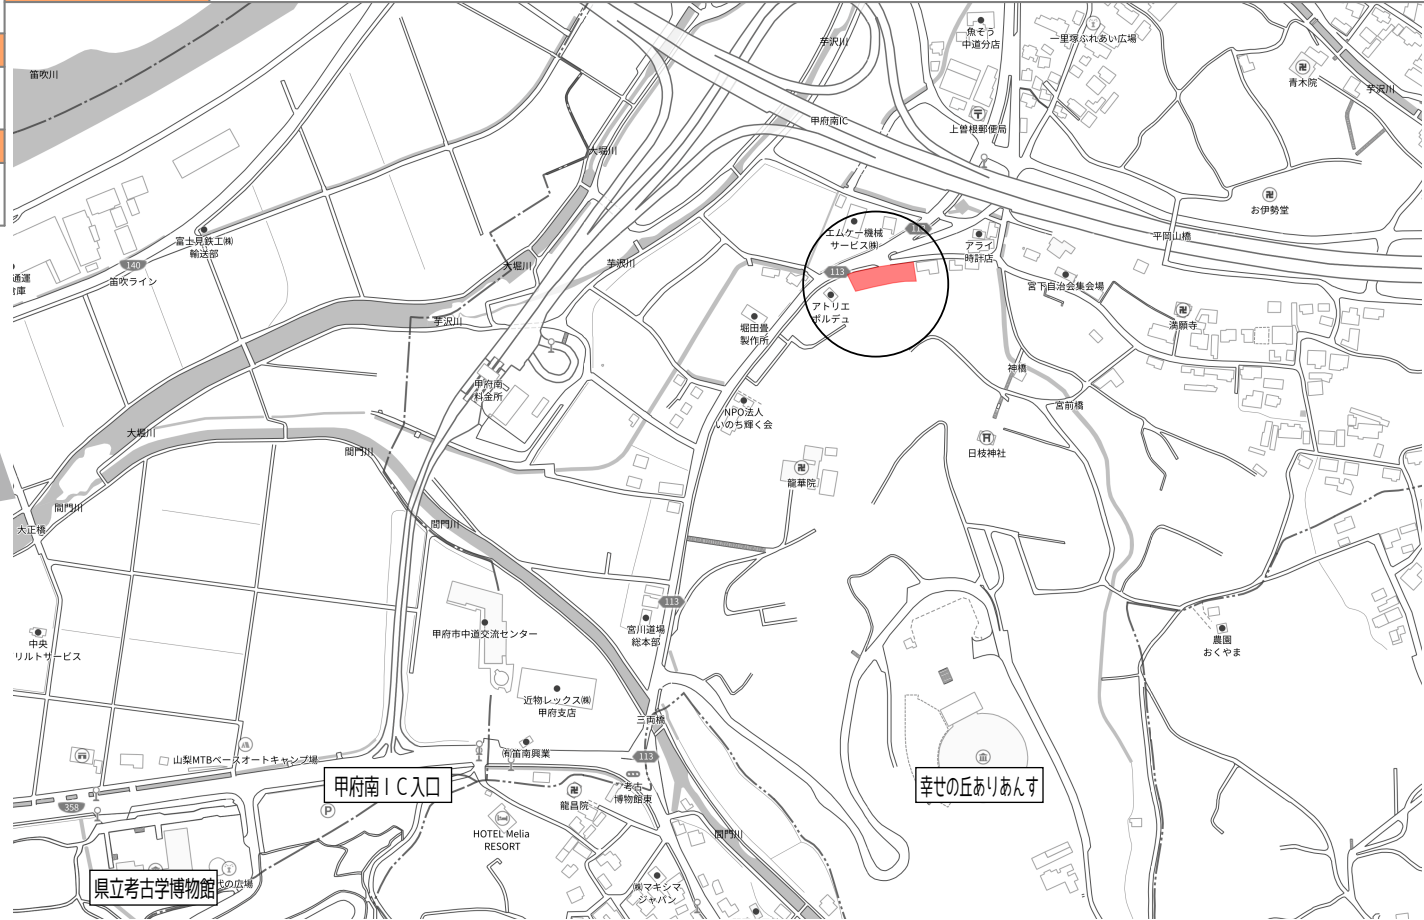 笛吹川
芋沢川
魚そう
中道分店
一里塚ふれあい広場
青木院
芋沢川
甲府南IC
上曽根郵便局
大堀川
お伊勢堂
富士見鉄工㈱
輸送部
エムケー機械
サービス㈱
アライ
時計店
平岡山橋
140
笛吹ライン
通運
倉庫
大堀川
芋沢川
113
宮下自治会集会場
アトリエ
ボルデュ
満願寺
芋沢川
堀田畳
製作所
神橋
甲府南
料金所
NPO法人
いのち輝く会
宮前橋
大堀川
間門川
日枝神社
龍華院
間門川
大正橋
間門川
113
中央
リルトサービス
甲府市中道交流センター
宮川道場
総本部
農園
おくやま
近物レックス㈱
甲府支店
三両橋
山梨MTBベースオートキャンプ場
㈲笛南興業
113
甲府南IC入口
考古
博物館東
幸せの丘ありあんす
358
P
龍昌院
HOTEL Melia
RESORT
間門川
県立考古学博物館
代の広場
㈱マキシマ
ジャパン